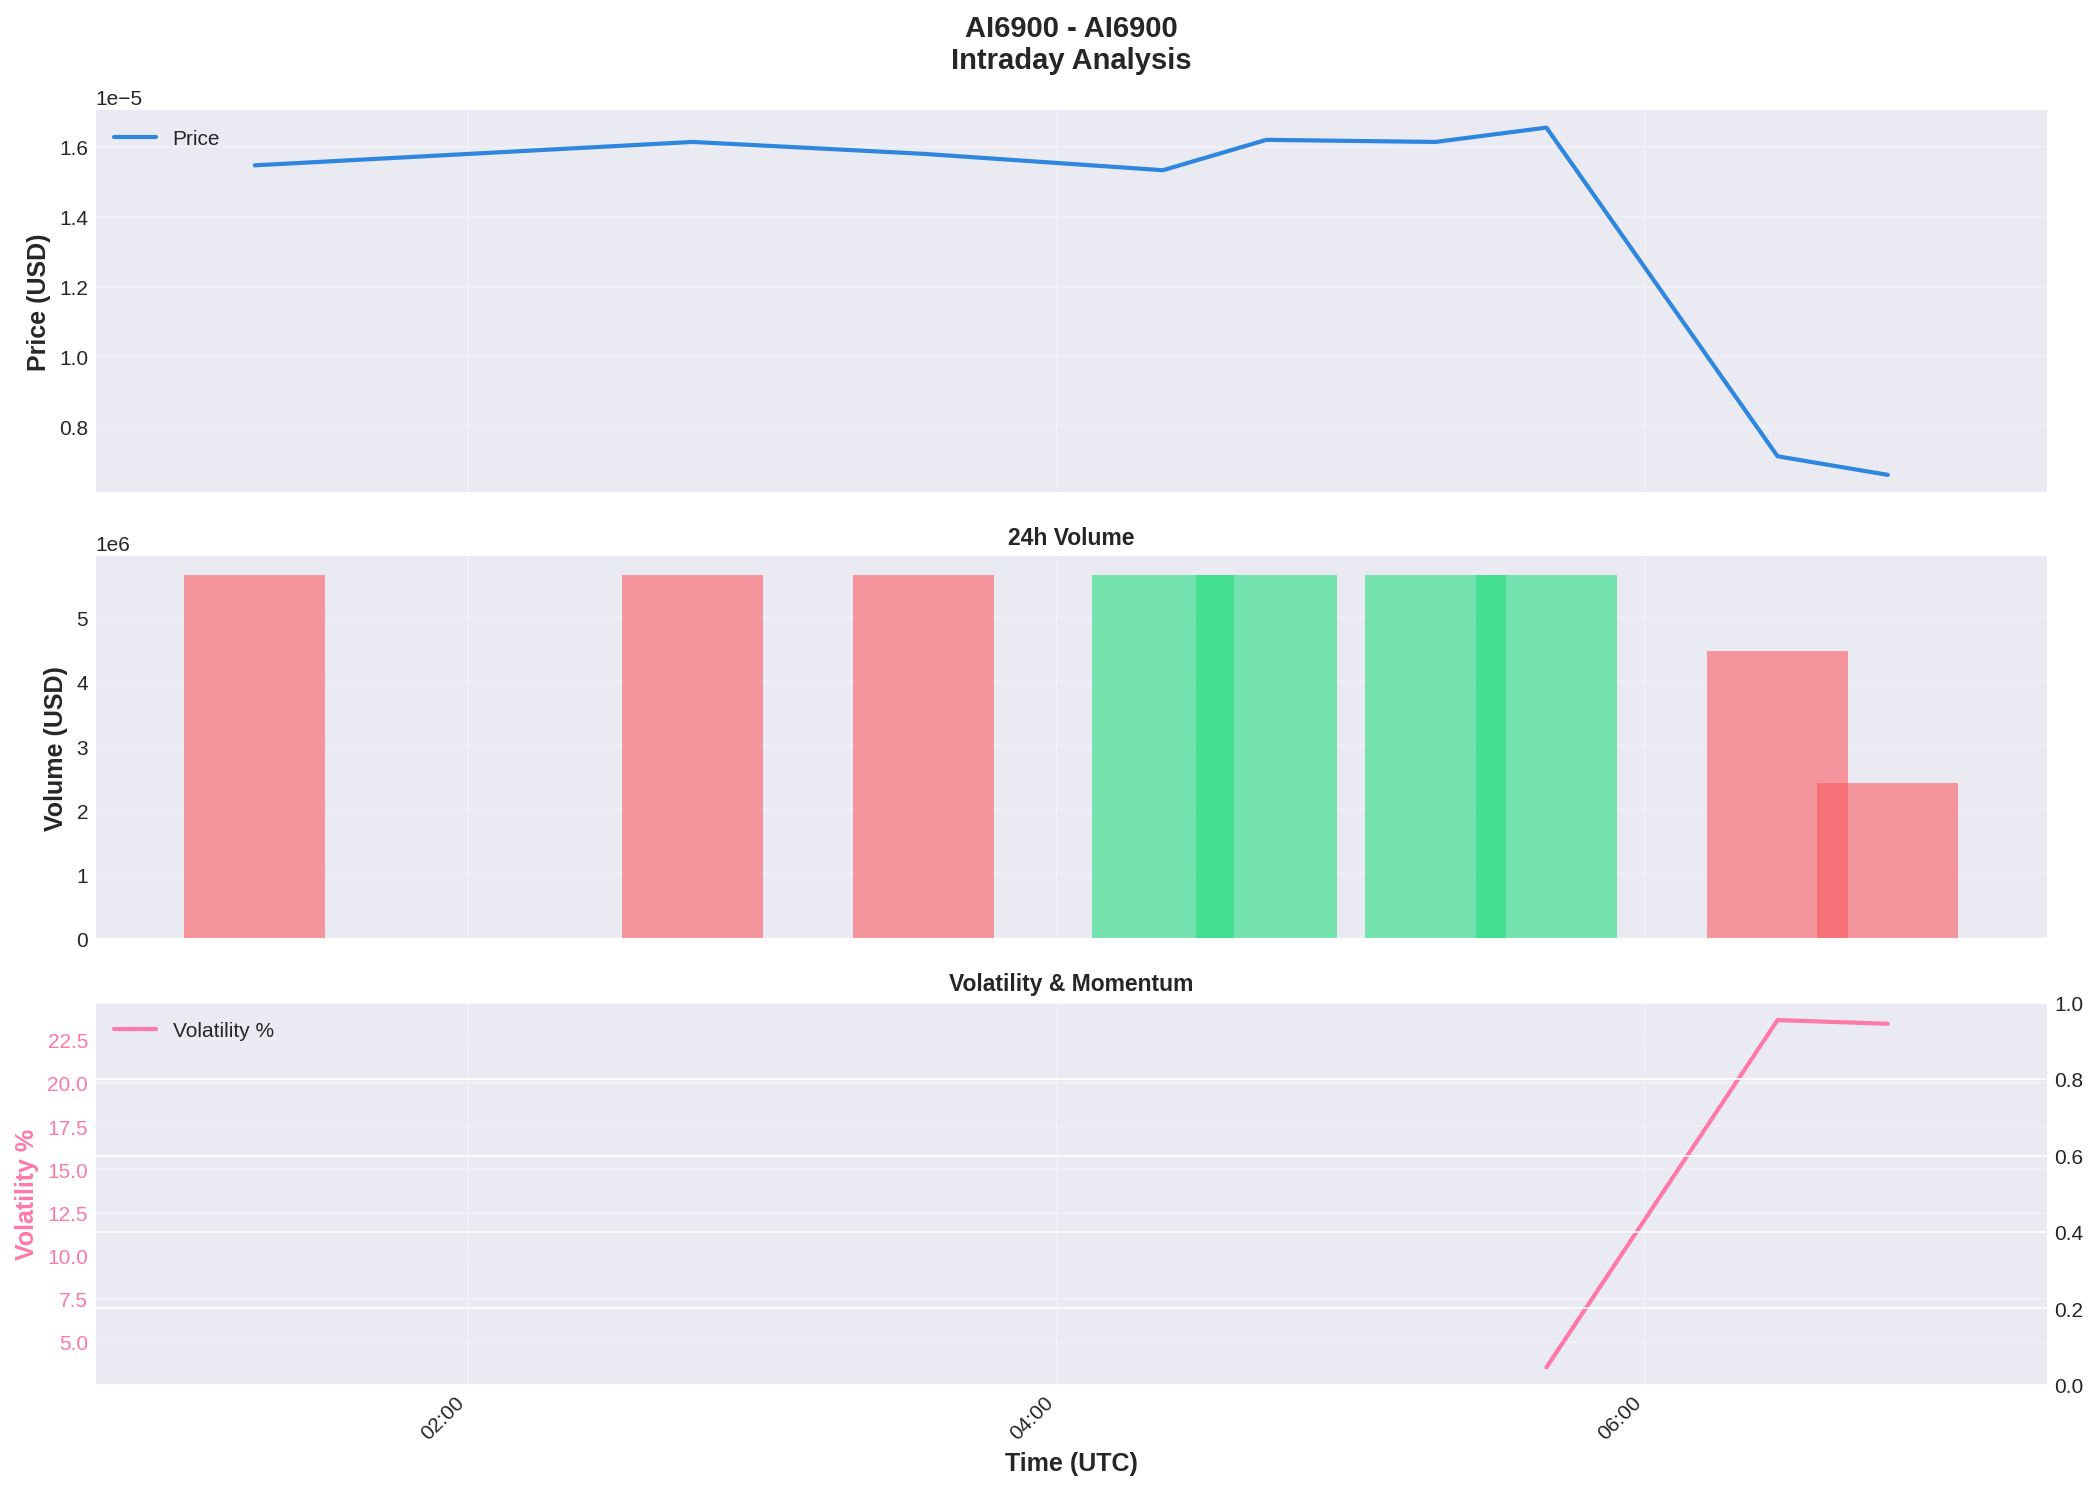 AI6900 - AI6900
Intraday Analysis
1e−5
Price
1.6
1.4
1.2
1.0
0.8
Price (USD)
24h Volume
1e6
5
4
3
2
1
0
Volume (USD)
Volatility & Momentum
Volatility %
22.5
20.0
17.5
15.0
12.5
10.0
7.5
5.0
Volatility %
1.0
0.8
0.6
0.4
0.2
0.0
02:00
04:00
06:00
Time (UTC)